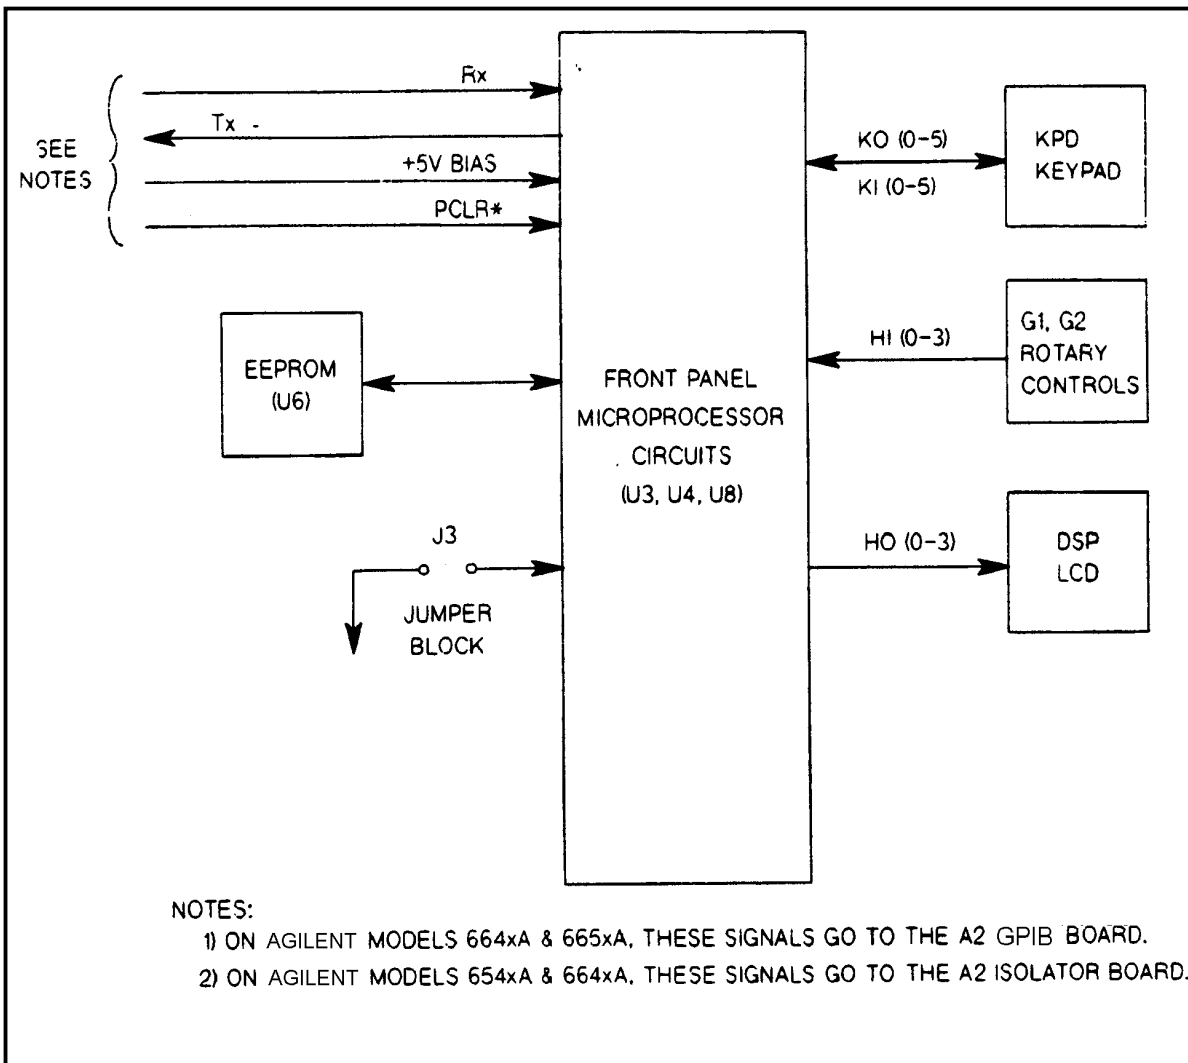 Rx
Tx
SEE
NOTES
+5V BIAS
PCLR*
KO (0-5)
KI (0-5)
KPD
KEYPAD
EEPROM
(U6)
FRONT PANEL
MICROPROCESSOR
CIRCUITS
(U3, U4, U8)
HI (0-3)
G1, G2
ROTARY
CONTROLS
J3
JUMPER
BLOCK
HO (0-3)
DSP
LCD
NOTES:
1) ON AGILENT MODELS 664xA & 665xA, THESE SIGNALS GO TO THE A2 GPIB BOARD.
2) ON AGILENT MODELS 654xA & 664xA, THESE SIGNALS GO TO THE A2 ISOLATOR BOARD.